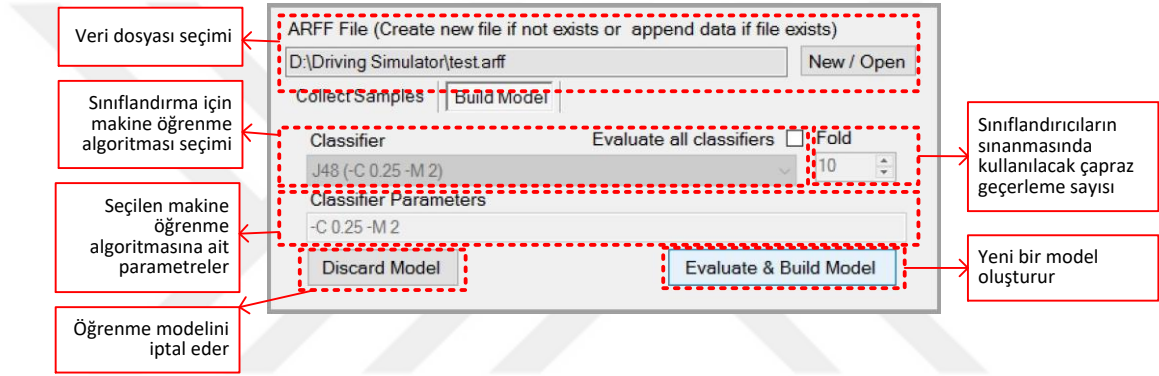 Veri dosyası seçimi
Sınıflandırma için
makine öğrenme
algoritması seçimi
Seçilen makine
öğrenme
algoritmasına ait
parametreler
Öğrenme modelini
iptal eder
ARFF File (Create new file if not exists or append data if file exists)
D:\Driving Simulator\test.arff
New / Open
Collect Samples
Build Model
Classifier
Evaluate all classifiers
Fold
J48 (-C 0.25 -M 2)
10
Classifier Parameters
-C 0.25 -M 2
Discard Model
Evaluate & Build Model
Sınıflandırıcıların
sınanmasında
kullanılacak çapraz
geçerleme sayısı
Yeni bir model
oluşturur